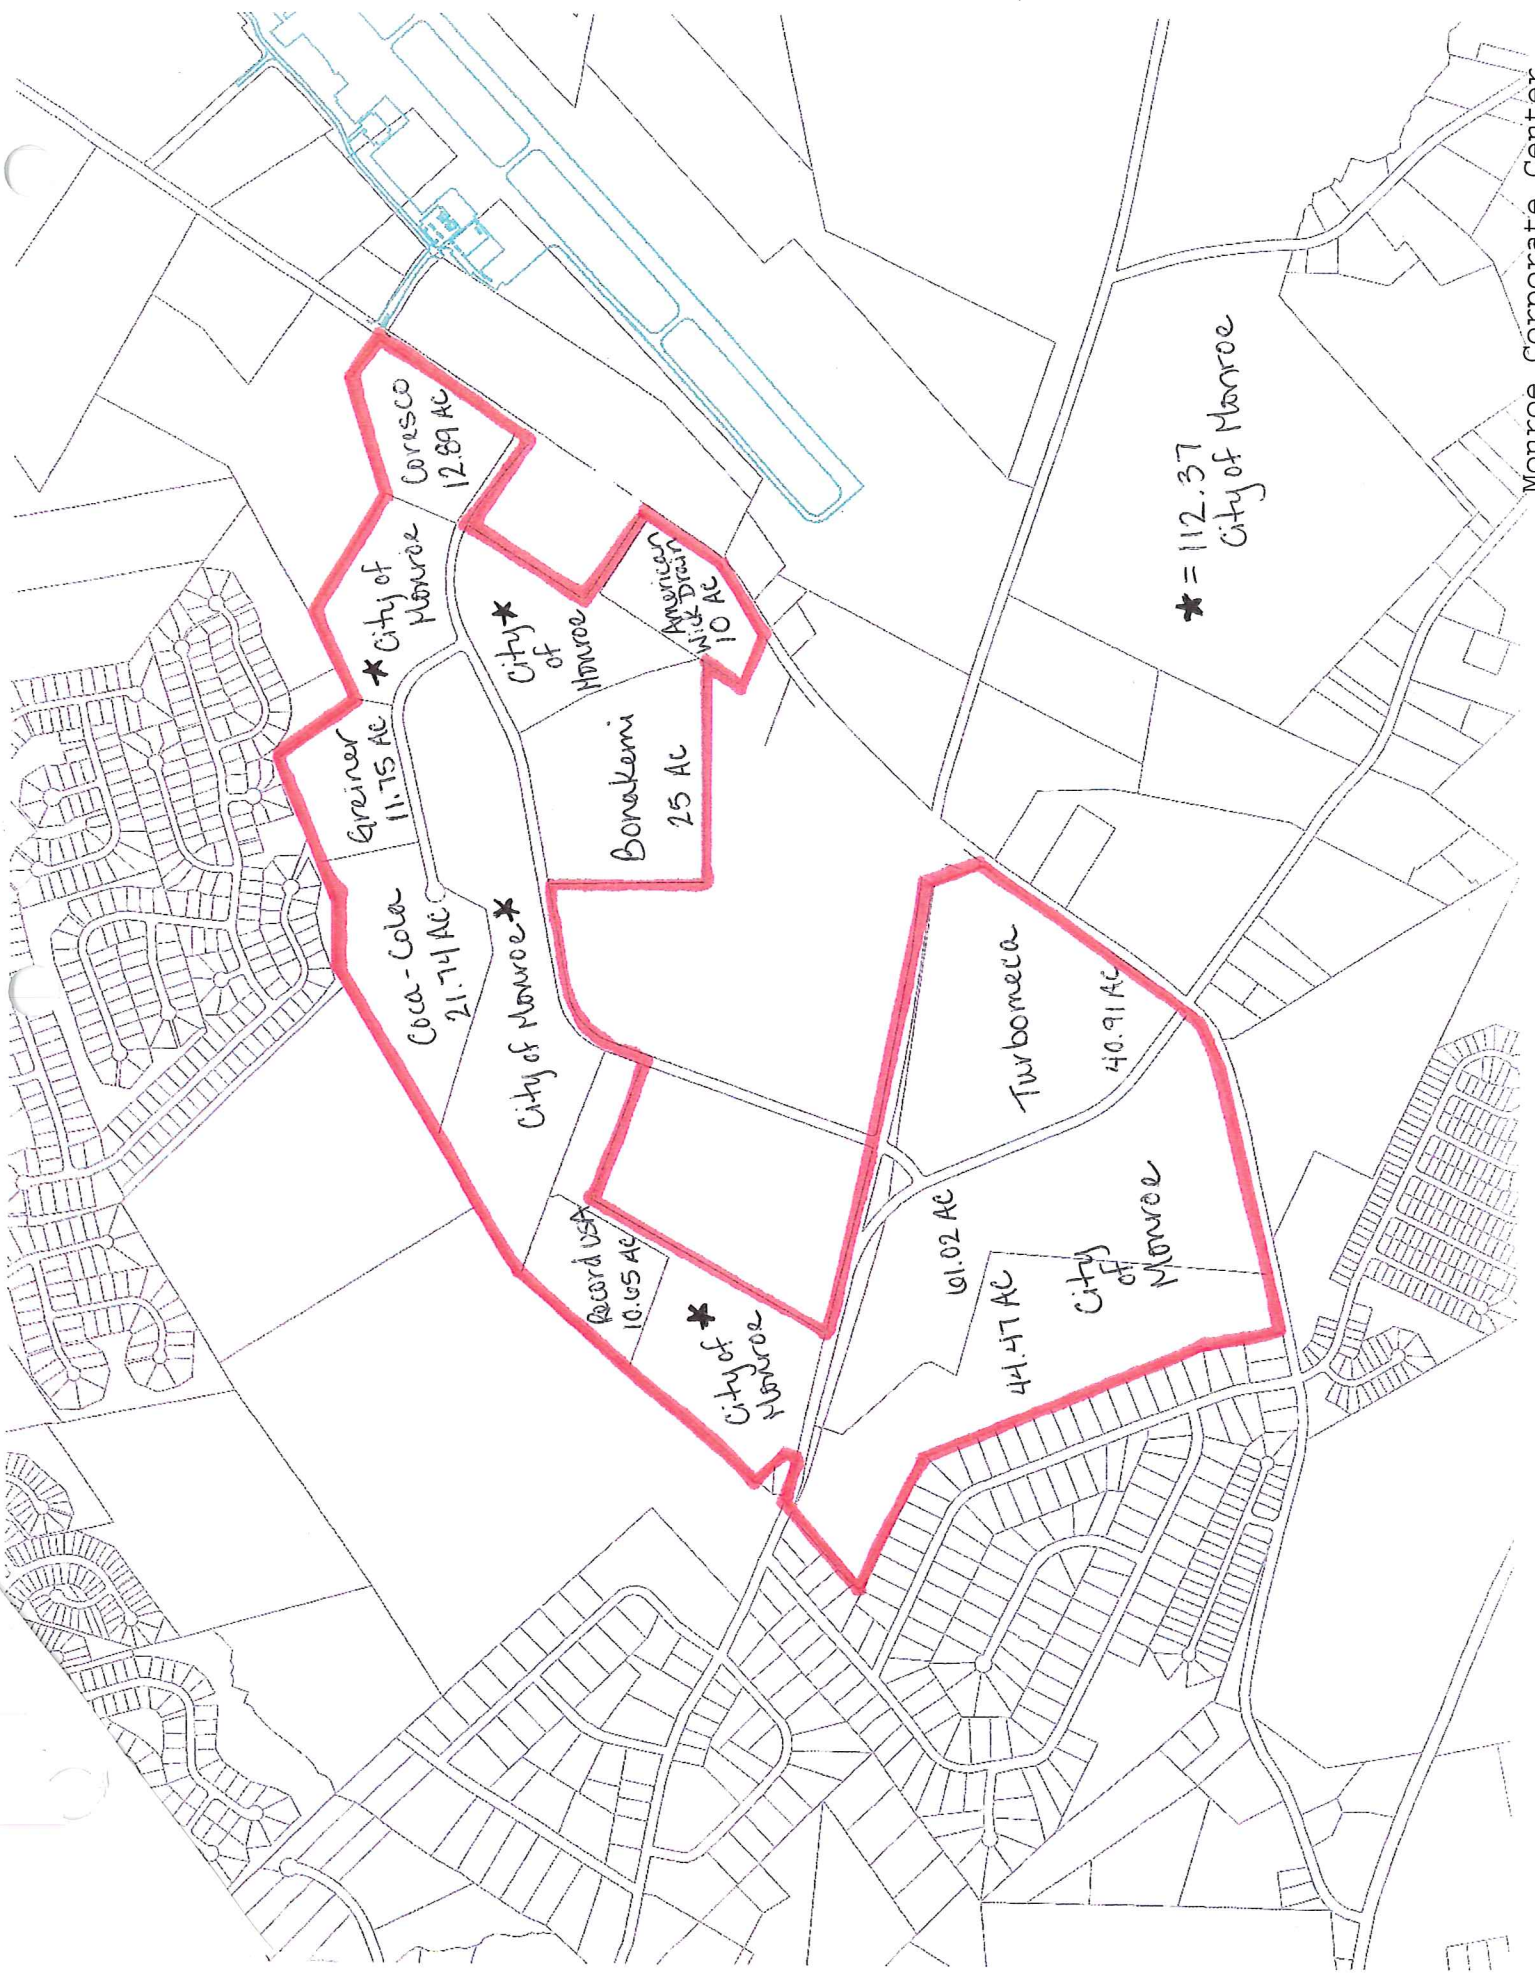 Monroe Corporate Center
Coresco
12.89 AC
★ City of
Monroe
City ★
of
Monroe
American
Wick Drain
10 AC
Greiner
11.75 AC
Bonakemi
25 AC
Coca-Cola
21.74 AC
City of Monroe ★
Record USA
10.65 AC
City of ★
Monroe
Turbomeca
40.91 AC
61.02 AC
44.47 AC
City
of
Monroe
★ = 112.37
City of Monroe